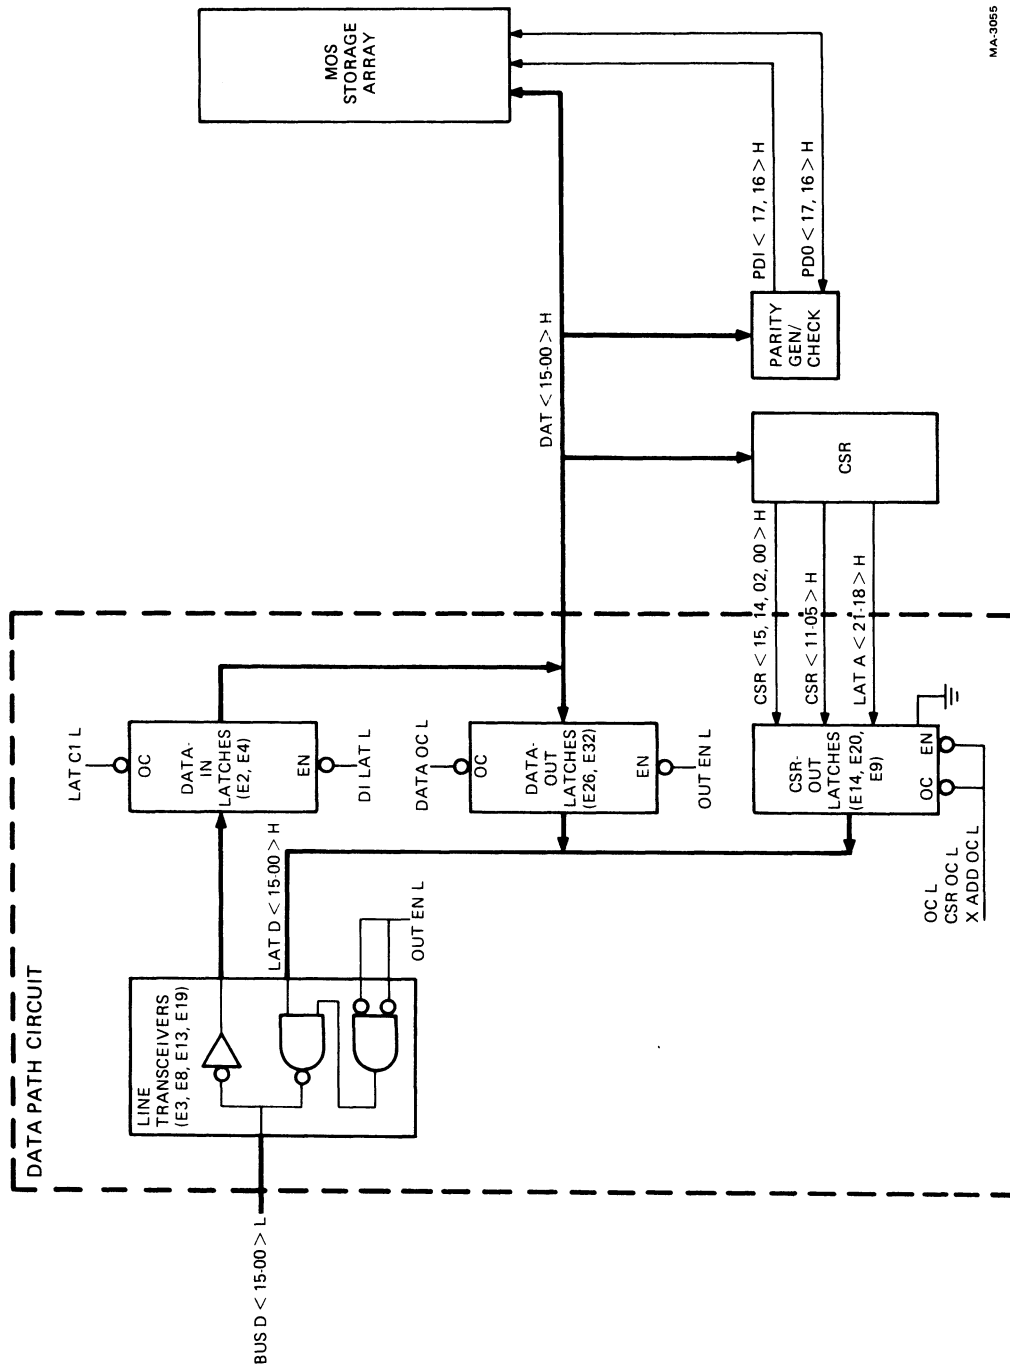 DATA PATH CIRCUIT
BUS D < 15-00 > L
LINE
TRANSCEIVERS
(E3, E8, E13, E19)
OUT EN L
LAT D < 15-00 > H
LAT C1 L
OC
DATA-
IN
LATCHES
(E2, E4)
EN
DI LAT L
DATA OC L
OC
DATA-
OUT
LATCHES
(E26, E32)
EN
OUT EN L
CSR-
OUT
LATCHES
(E14, E20,
E9)
OC
EN
OC L
CSR OC L
X ADD OC L
CSR < 15, 14, 02, 00 > H
CSR < 11-05 > H
LAT A < 21-18 > H
CSR
DAT < 15-00 > H
PARITY
GEN/
CHECK
PDI < 17, 16 > H
PD0 < 17, 16 > H
MOS
STORAGE
ARRAY
MA-3055